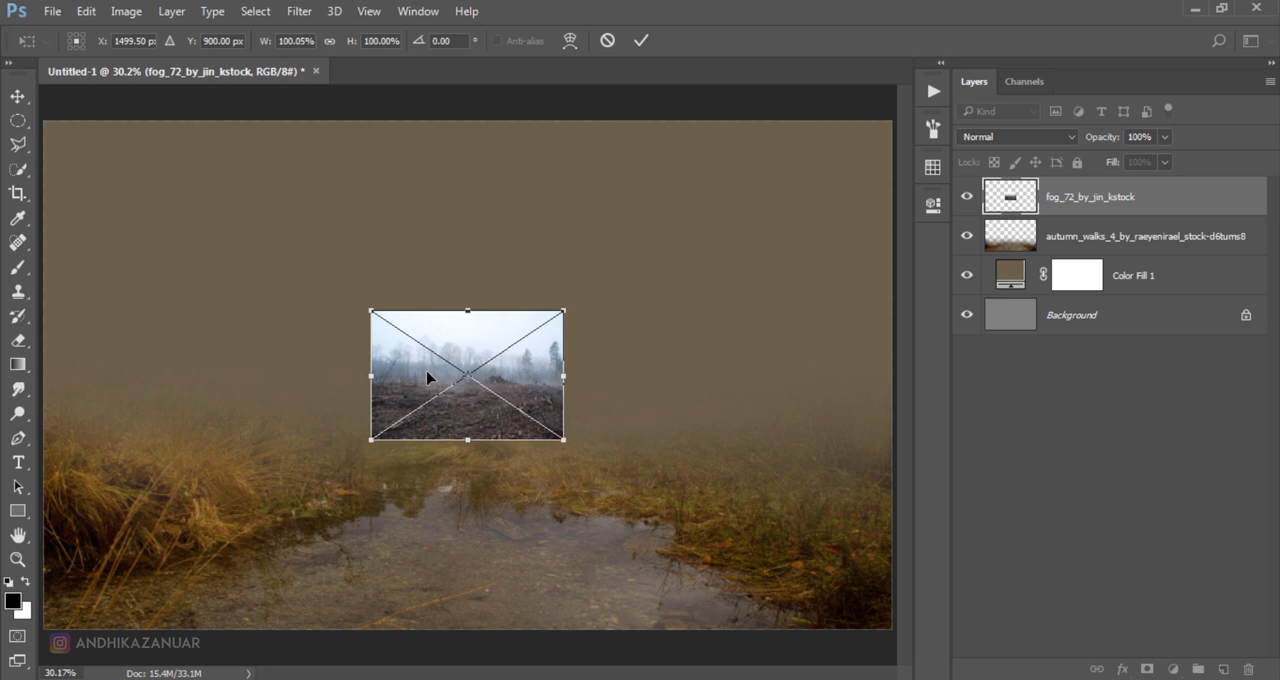 Ps File Edit Image Layer Type Select Filter 3D View Window Help
X: 1499.50 px Y: 900.00 px W: 100.05% H: 100.00% 0.00 ° Anti-alias
Untitled-1 @ 30.2% (fog_72_by_jin_kstock, RGB/8#) * ×
Layers Channels
Kind
Normal Opacity: 100%
Lock: Fill: 100%
fog_72_by_jin_kstock
autumn_walks_4_by_raeyenirael_stock-d6tums8
Color Fill 1
Background
ANDHIKAZANUAR
30.17% Doc: 15.4M/33.1M